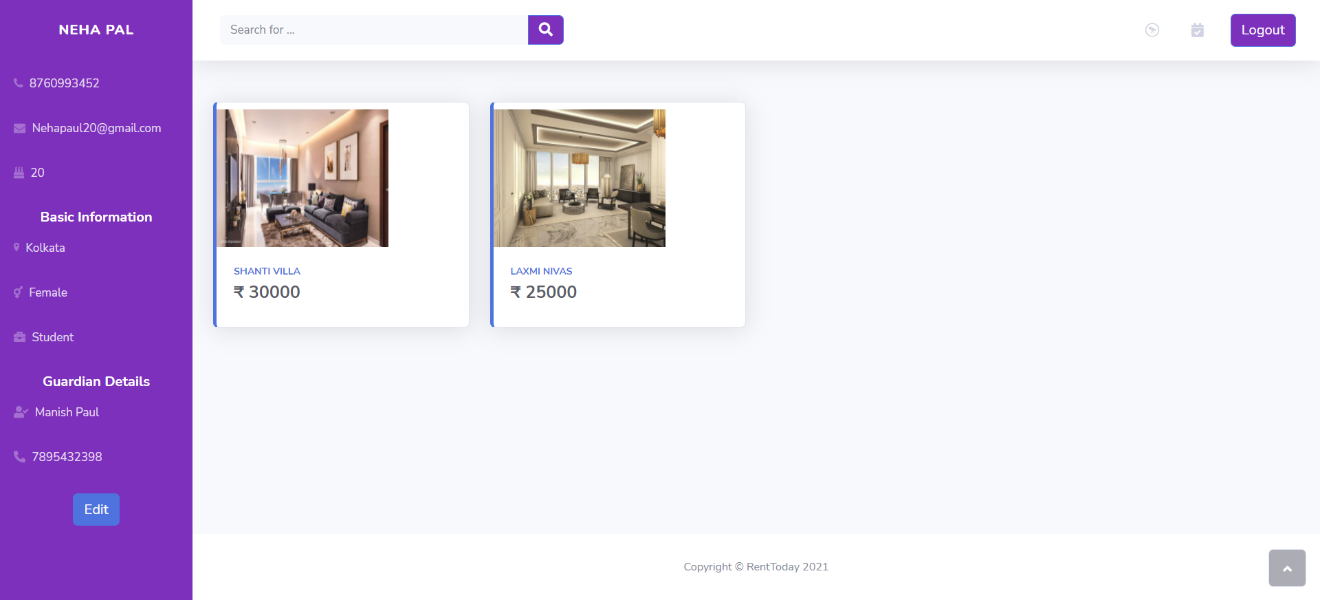 NEHA PAL
8760993452
Nehapaul20@gmail.com
20
Basic Information
Kolkata
Female
Student
Guardian Details
Manish Paul
7895432398
Edit
Search for ...
Logout
SHANTI VILLA
₹ 30000
LAXMI NIVAS
₹ 25000
Copyright © RentToday 2021